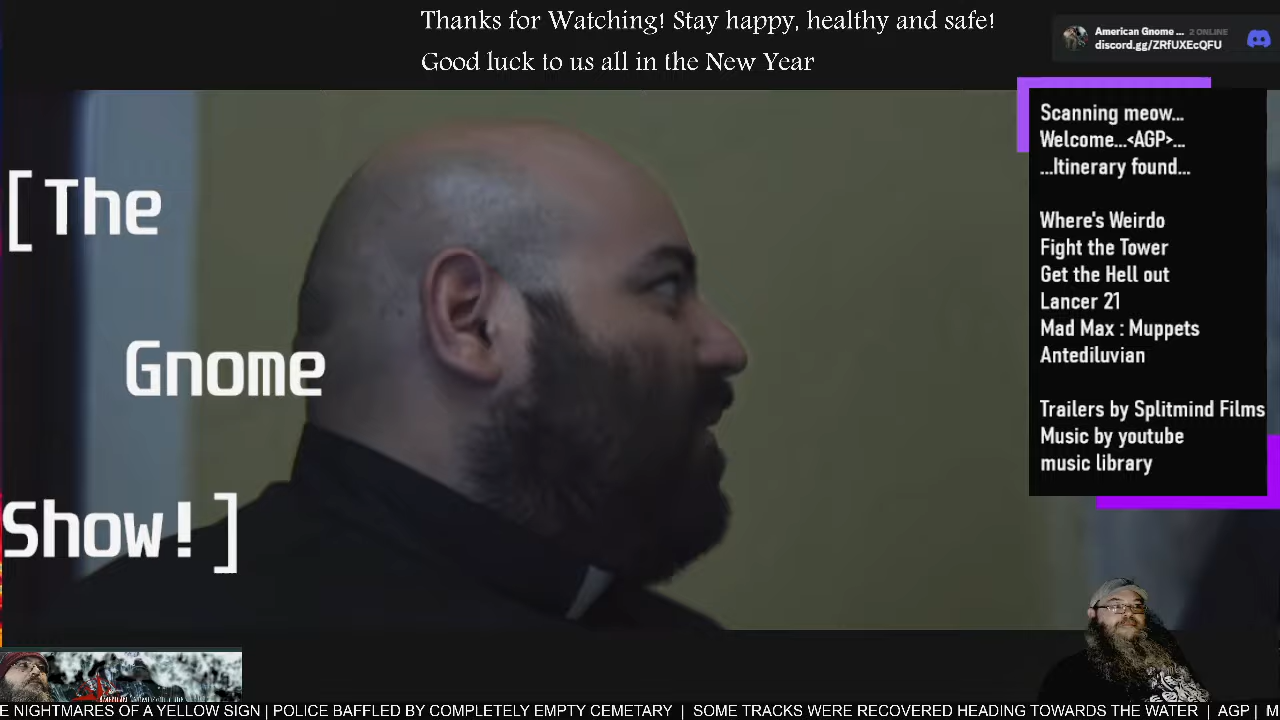 Thanks for Watching! Stay happy, healthy and safe!
Good luck to us all in the New Year
American Gnome ... 2 ONLINE
discord.gg/ZRfUXEcQFU
[The
Gnome
Show!]
Scanning meow...
Welcome...<AGP>...
...Itinerary found...
Where's Weirdo
Fight the Tower
Get the Hell out
Lancer 21
Mad Max : Muppets
Antediluvian
Trailers by Splitmind Films
Music by youtube
music library
E NIGHTMARES OF A YELLOW SIGN | POLICE BAFFLED BY COMPLETELY EMPTY CEMETARY | SOME TRACKS WERE RECOVERED HEADING TOWARDS THE WATER | AGP | M